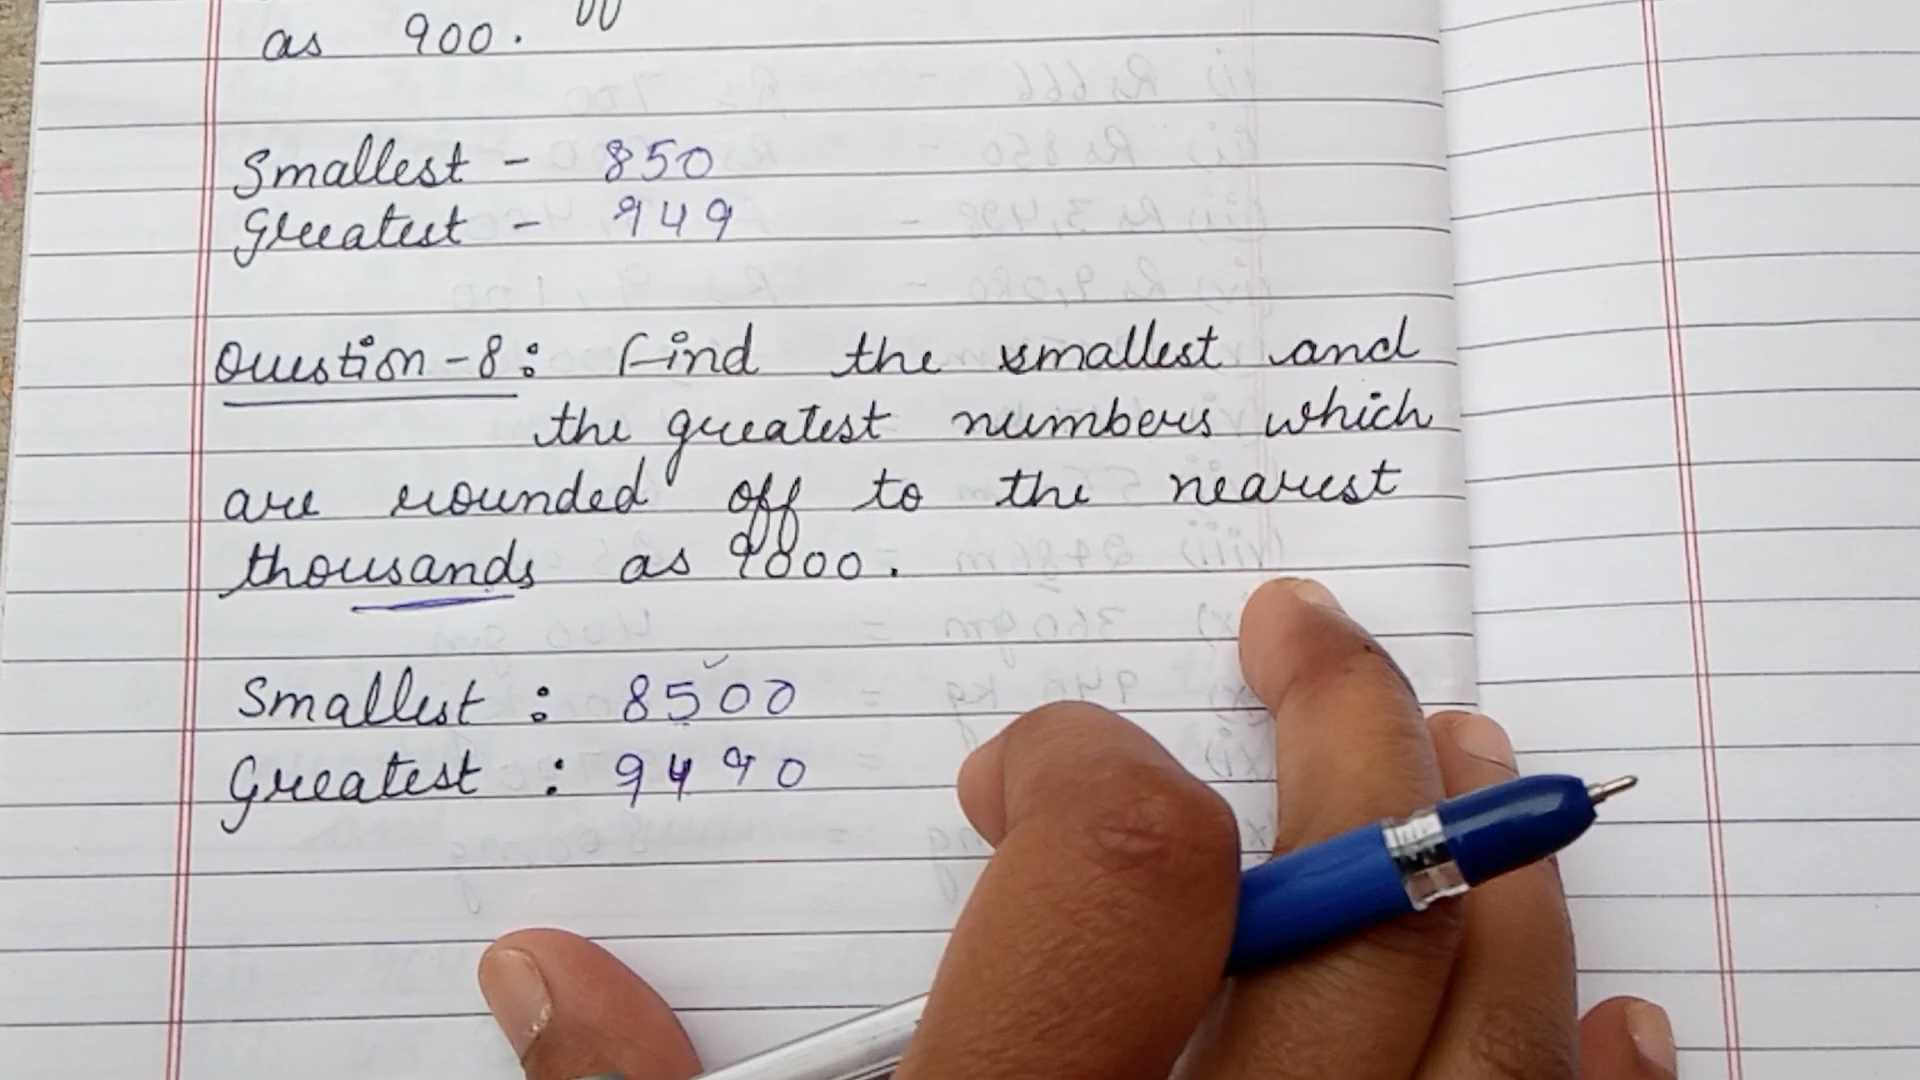 as 900.
Smallest - 850
Greatest - 949
Question-8: Find the smallest and
the greatest numbers which
are rounded off to the nearest
thousands as 9000.
Smallest : 8500
Greatest : 9490